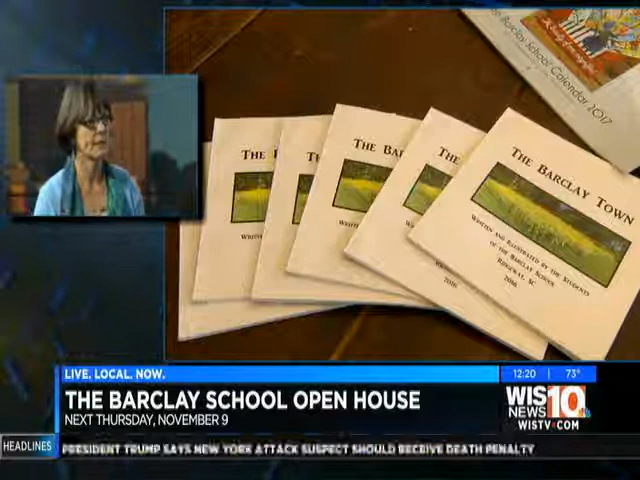 Barclay School Calendar 2017
THE
TH
THE BAR
THE
THE BARCLAY TOWN
WRITTEN AND ILLUSTRATED BY THE STUDENTS
OF THE BARCLAY SCHOOL
RIDGEWAY, SC
2016
2016
LIVE. LOCAL. NOW.
12:20 | 73°
THE BARCLAY SCHOOL OPEN HOUSE
NEXT THURSDAY, NOVEMBER 9
WIS 10
NEWS
WISTV.COM
HEADLINES
PRESIDENT TRUMP SAYS NEW YORK ATTACK SUSPECT SHOULD RECEIVE DEATH PENALTY